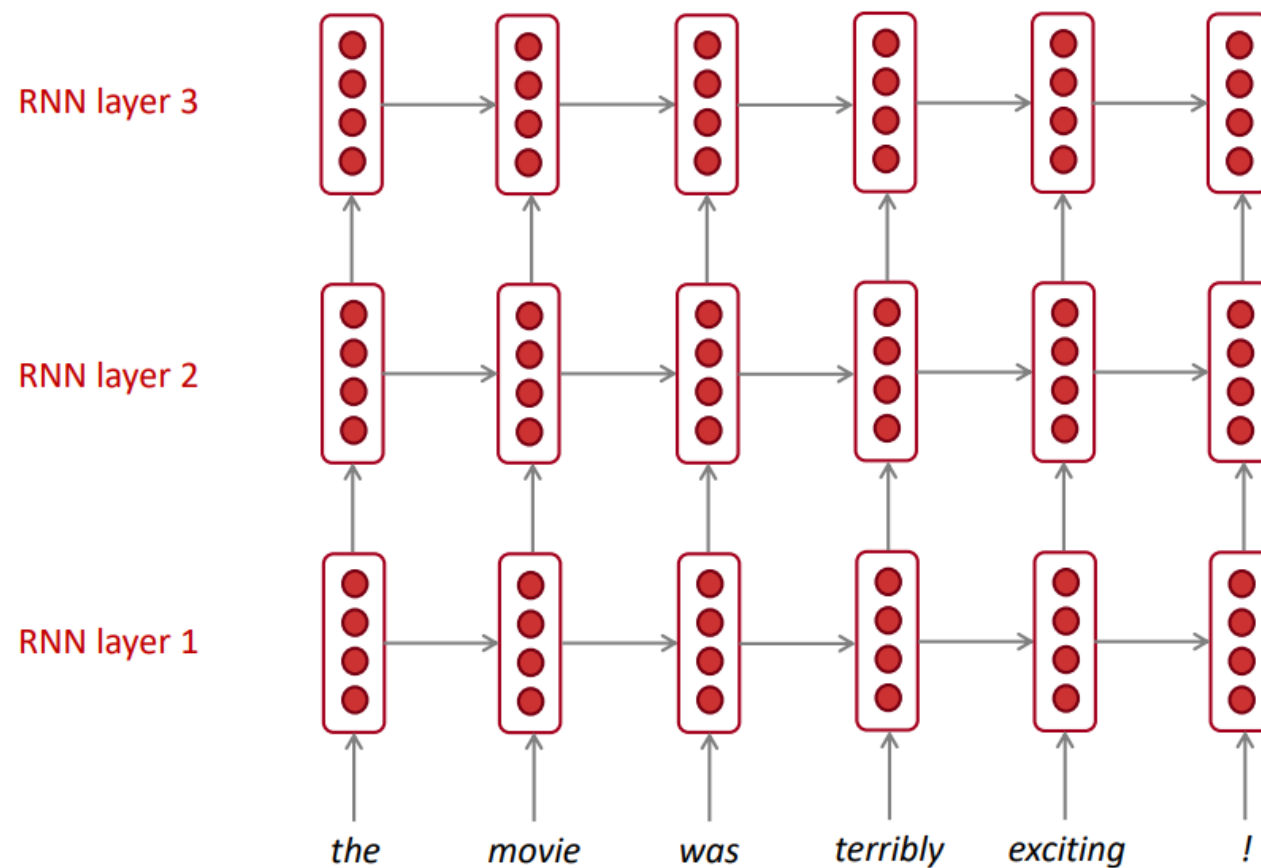 RNN layer 3
RNN layer 2
RNN layer 1
the movie was terribly exciting !